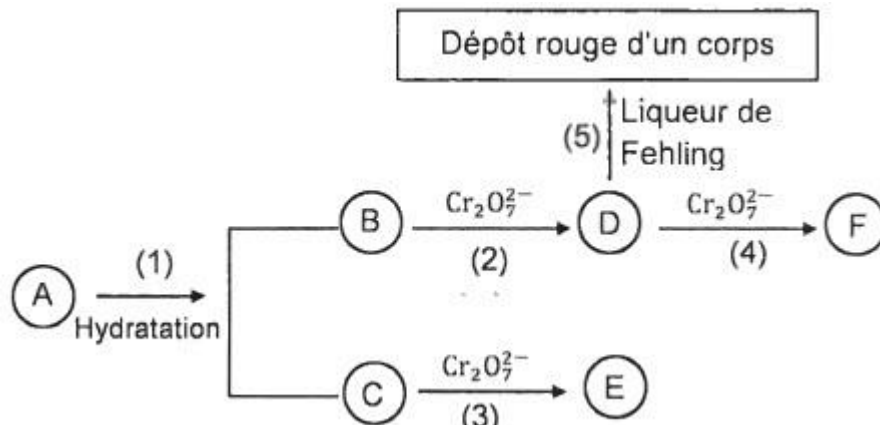 Dépôt rouge d'un corps
Liqueur de
(5)
Fehling
B
Cr₂O₇²⁻
D
Cr₂O₇²⁻
F
(2)
(4)
(1)
A
Hydratation
C
Cr₂O₇²⁻
E
(3)